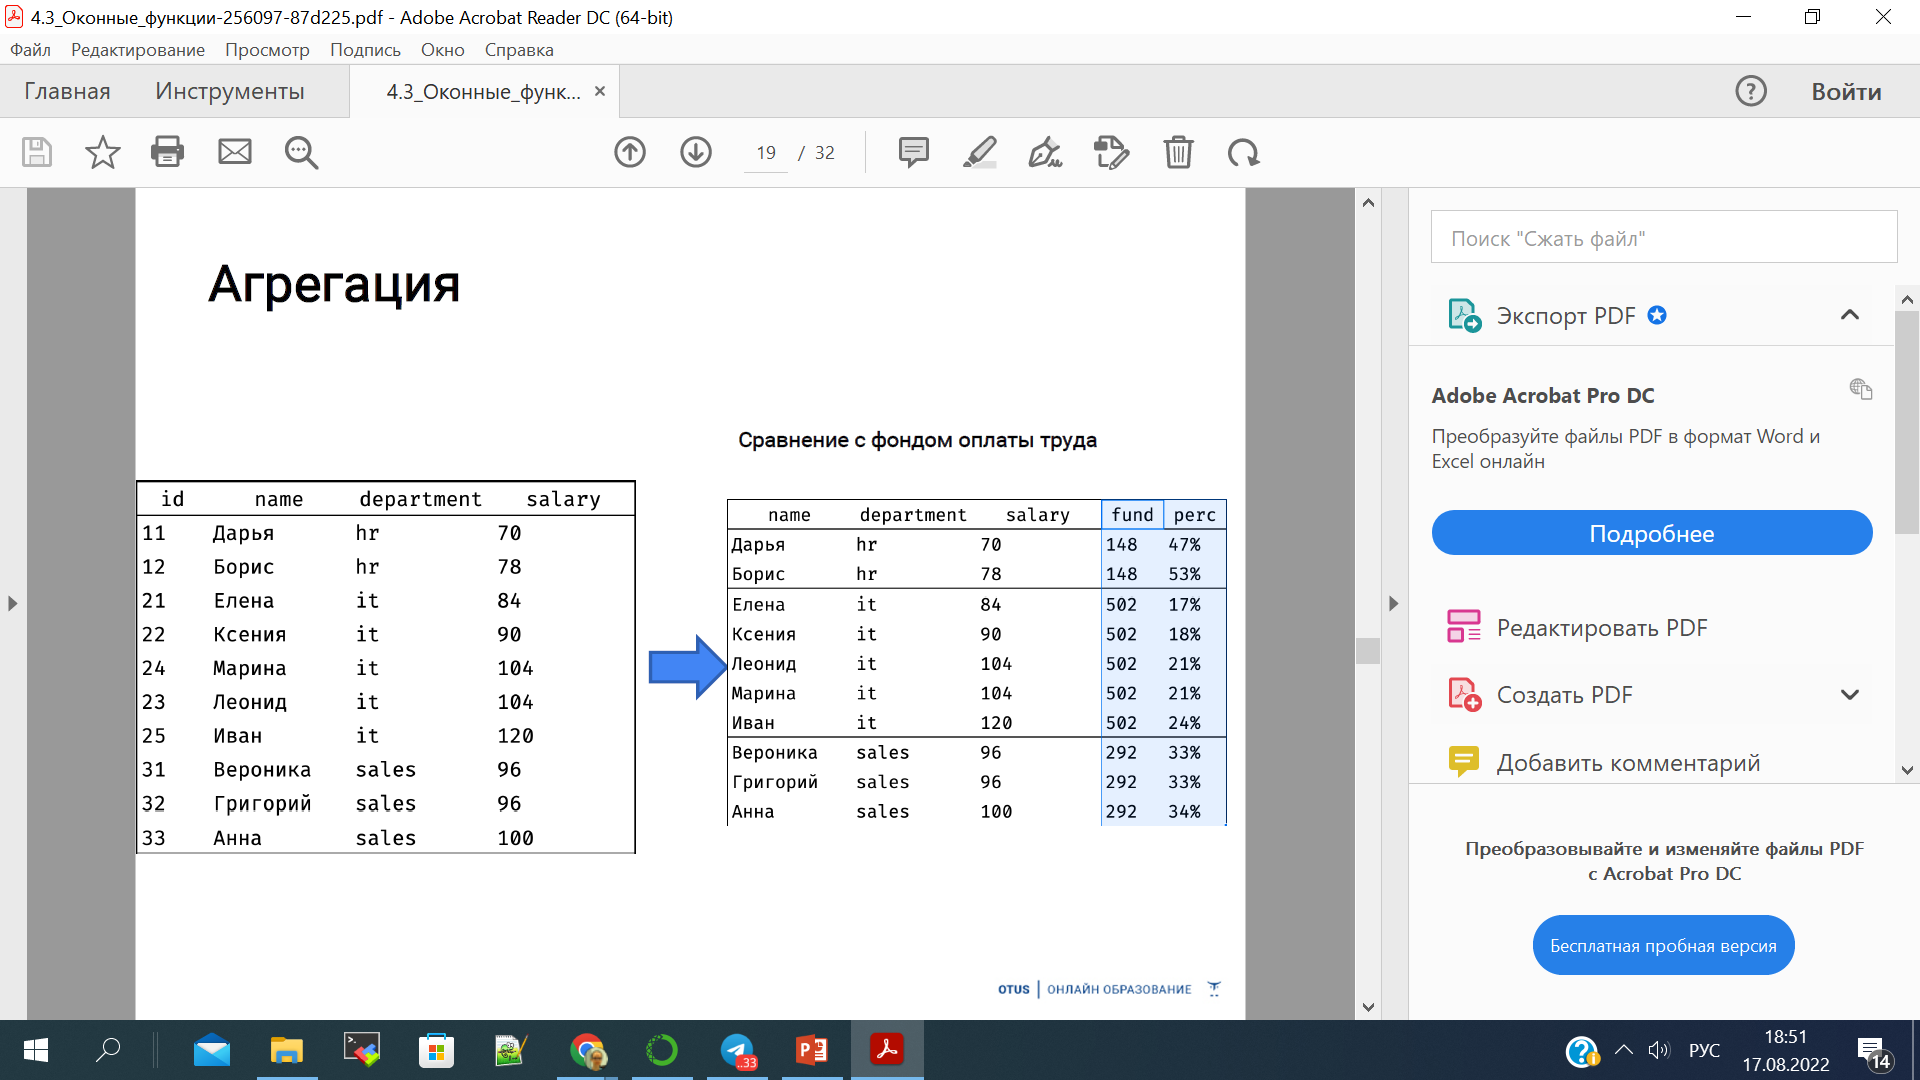 4.3_Оконные_функции-256097-87d225.pdf - Adobe Acrobat Reader DC (64-bit)
Файл Редактирование Просмотр Подпись Окно Справка
Главная Инструменты 4.3_Оконные_функ... × Войти
19 / 32
Агрегация
Сравнение с фондом оплаты труда
id name department salary
11 Дарья hr 70
12 Борис hr 78
21 Елена it 84
22 Ксения it 90
24 Марина it 104
23 Леонид it 104
25 Иван it 120
31 Вероника sales 96
32 Григорий sales 96
33 Анна sales 100
name department salary fund perc
Дарья hr 70 148 47%
Борис hr 78 148 53%
Елена it 84 502 17%
Ксения it 90 502 18%
Леонид it 104 502 21%
Марина it 104 502 21%
Иван it 120 502 24%
Вероника sales 96 292 33%
Григорий sales 96 292 33%
Анна sales 100 292 34%
OTUS | ОНЛАЙН ОБРАЗОВАНИЕ
Поиск "Сжать файл"
Экспорт PDF
Adobe Acrobat Pro DC
Преобразуйте файлы PDF в формат Word и
Excel онлайн
Подробнее
Редактировать PDF
Создать PDF
Добавить комментарий
Преобразовывайте и изменяйте файлы PDF
с Acrobat Pro DC
Бесплатная пробная версия
..33
РУС
18:51
17.08.2022
14